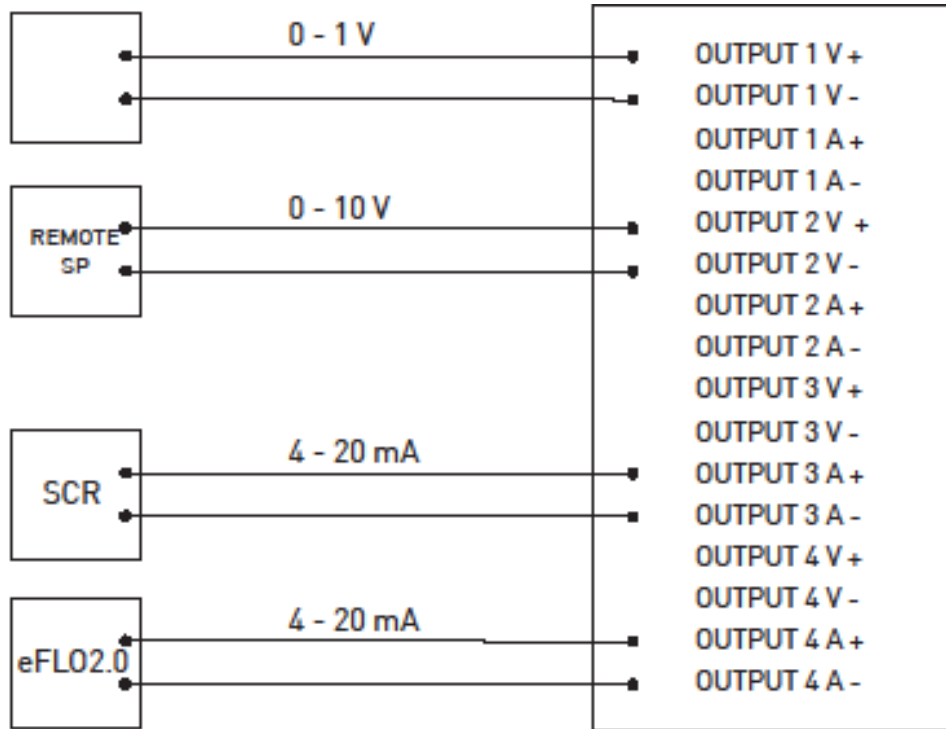 0 - 1 V
OUTPUT 1 V +
OUTPUT 1 V -
OUTPUT 1 A +
OUTPUT 1 A -
REMOTE
SP
0 - 10 V
OUTPUT 2 V +
OUTPUT 2 V -
OUTPUT 2 A +
OUTPUT 2 A -
OUTPUT 3 V +
OUTPUT 3 V -
SCR
4 - 20 mA
OUTPUT 3 A +
OUTPUT 3 A -
OUTPUT 4 V +
OUTPUT 4 V -
eFLO2.0
4 - 20 mA
OUTPUT 4 A +
OUTPUT 4 A -